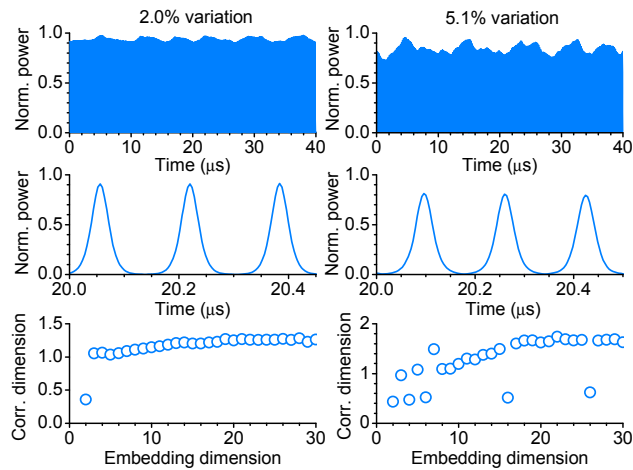 2.0% variation
5.1% variation
Norm. power
1.0
0.5
0.0
0 10 20 30 40
Time (μs)
Norm. power
1.0
0.5
0.0
0 10 20 30 40
Time (μs)
Norm. power
1.0
0.5
0.0
20.0 20.2 20.4
Time (μs)
Norm. power
1.0
0.5
0.0
20.0 20.2 20.4
Time (μs)
Corr. dimension
1.5
1.0
0.5
0.0
0 10 20 30
Embedding dimension
Corr. dimension
2
1
0
0 10 20 30
Embedding dimension